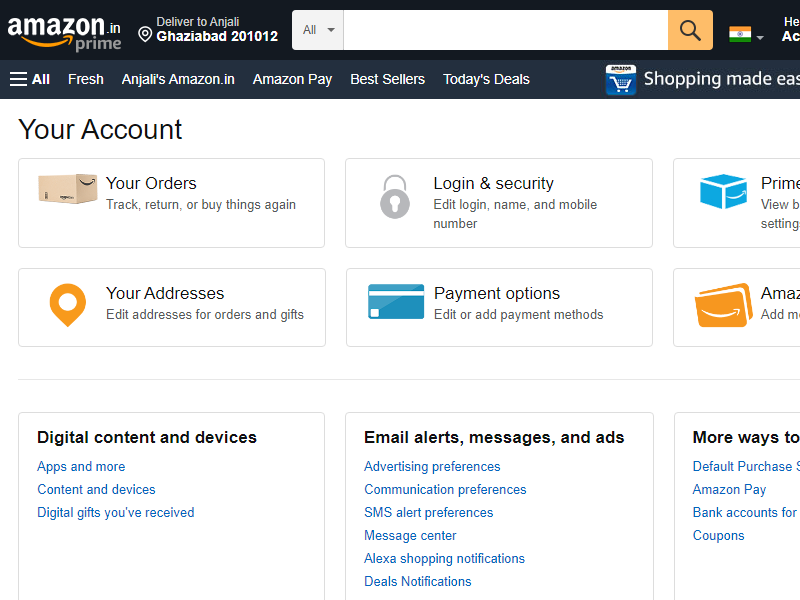 amazon.in
prime
Deliver to Anjali
Ghaziabad 201012
All
He
Ac
All
Fresh
Anjali's Amazon.in
Amazon Pay
Best Sellers
Today's Deals
amazon
Shopping made eas
Your Account
Your Orders
Track, return, or buy things again
Login & security
Edit login, name, and mobile
number
Prime
View b
settings
Your Addresses
Edit addresses for orders and gifts
Payment options
Edit or add payment methods
Amaz
Add mo
Digital content and devices
Apps and more
Content and devices
Digital gifts you've received
Email alerts, messages, and ads
Advertising preferences
Communication preferences
SMS alert preferences
Message center
Alexa shopping notifications
Deals Notifications
More ways to
Default Purchase S
Amazon Pay
Bank accounts for
Coupons